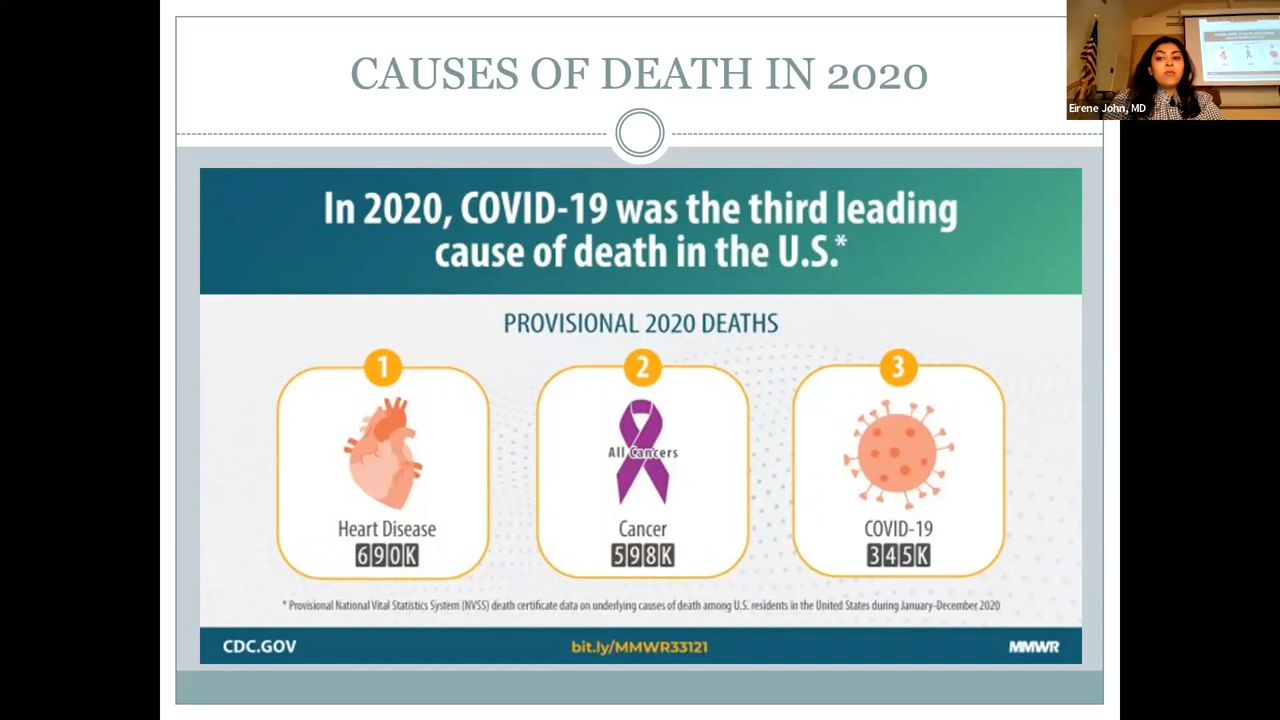 CAUSES OF DEATH IN 2020
Eirene John, MD
In 2020, COVID-19 was the third leading
cause of death in the U.S.*
PROVISIONAL 2020 DEATHS
1
2
3
All Cancers
Heart Disease
690K
Cancer
598K
COVID-19
345K
* Provisional National Vital Statistics System (NVSS) death certificate data on underlying causes of death among U.S. residents in the United States during January-December 2020
CDC.GOV
bit.ly/MMWR33121
MMWR